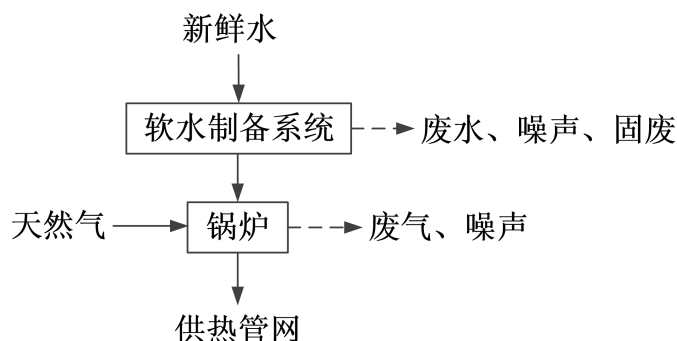 新鲜水
软水制备系统
废水、噪声、固废
天然气
锅炉
废气、噪声
供热管网